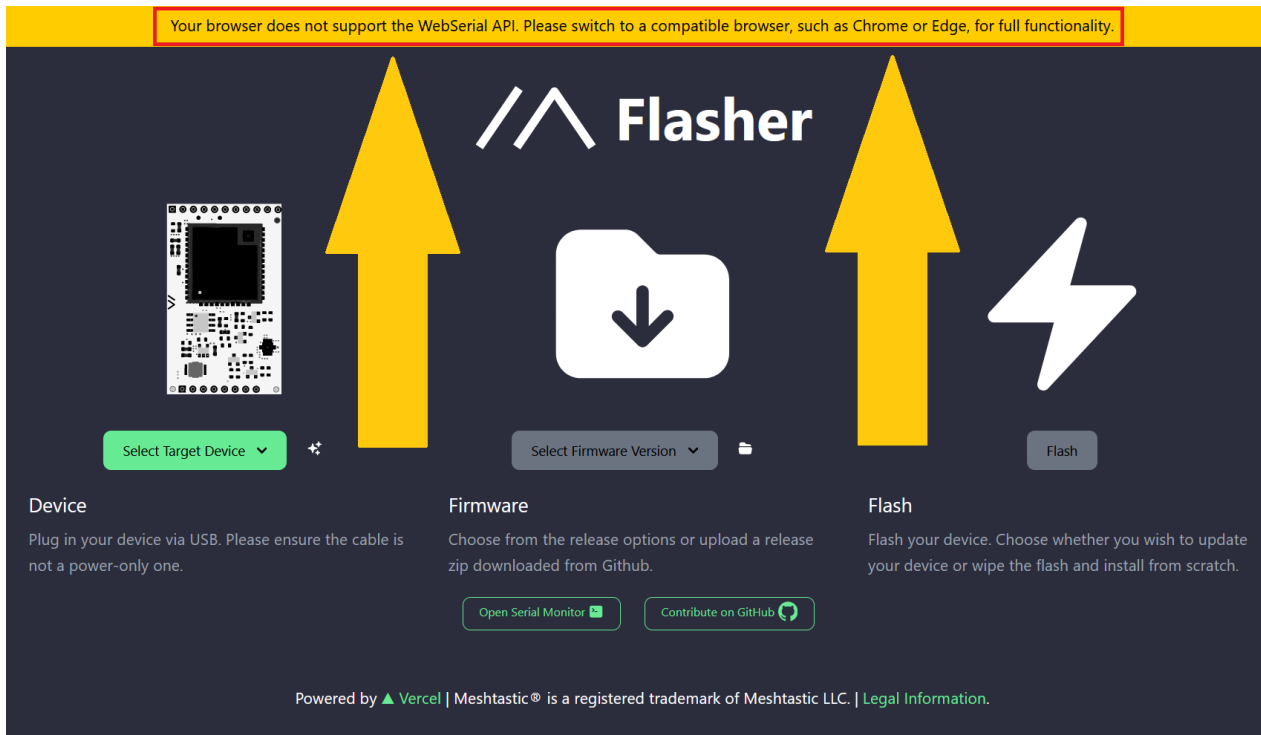 Your browser does not support the WebSerial API. Please switch to a compatible browser, such as Chrome or Edge, for full functionality.
Flasher
Select Target Device
Select Firmware Version
Flash
Device
Plug in your device via USB. Please ensure the cable is
not a power-only one.
Firmware
Choose from the release options or upload a release
zip downloaded from Github.
Flash
Flash your device. Choose whether you wish to update
your device or wipe the flash and install from scratch.
Open Serial Monitor
Contribute on GitHub
Powered by ▲ Vercel | Meshtastic® is a registered trademark of Meshtastic LLC. | Legal Information.